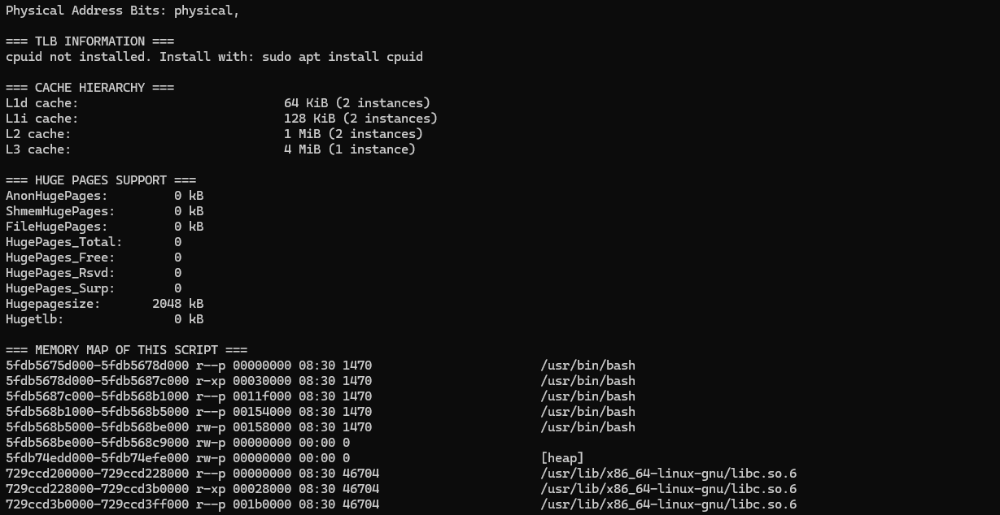 Physical Address Bits: physical,
=== TLB INFORMATION ===
cpuid not installed. Install with: sudo apt install cpuid
=== CACHE HIERARCHY ===
L1d cache:                            64 KiB (2 instances)
L1i cache:                            128 KiB (2 instances)
L2 cache:                             1 MiB (2 instances)
L3 cache:                             4 MiB (1 instance)
=== HUGE PAGES SUPPORT ===
AnonHugePages:         0 kB
ShmemHugePages:        0 kB
FileHugePages:         0 kB
HugePages_Total:       0
HugePages_Free:        0
HugePages_Rsvd:        0
HugePages_Surp:        0
Hugepagesize:       2048 kB
Hugetlb:               0 kB
=== MEMORY MAP OF THIS SCRIPT ===
5fdb5675d000-5fdb5678d000 r--p 00000000 08:30 1470                       /usr/bin/bash
5fdb5678d000-5fdb5687c000 r-xp 00030000 08:30 1470                       /usr/bin/bash
5fdb5687c000-5fdb568b1000 r--p 0011f000 08:30 1470                       /usr/bin/bash
5fdb568b1000-5fdb568b5000 r--p 00154000 08:30 1470                       /usr/bin/bash
5fdb568b5000-5fdb568be000 rw-p 00158000 08:30 1470                       /usr/bin/bash
5fdb568be000-5fdb568c9000 rw-p 00000000 00:00 0
5fdb74edd000-5fdb74efe000 rw-p 00000000 00:00 0                          [heap]
729ccd200000-729ccd228000 r--p 00000000 08:30 46704                      /usr/lib/x86_64-linux-gnu/libc.so.6
729ccd228000-729ccd3b0000 r-xp 00028000 08:30 46704                      /usr/lib/x86_64-linux-gnu/libc.so.6
729ccd3b0000-729ccd3ff000 r--p 001b0000 08:30 46704                      /usr/lib/x86_64-linux-gnu/libc.so.6